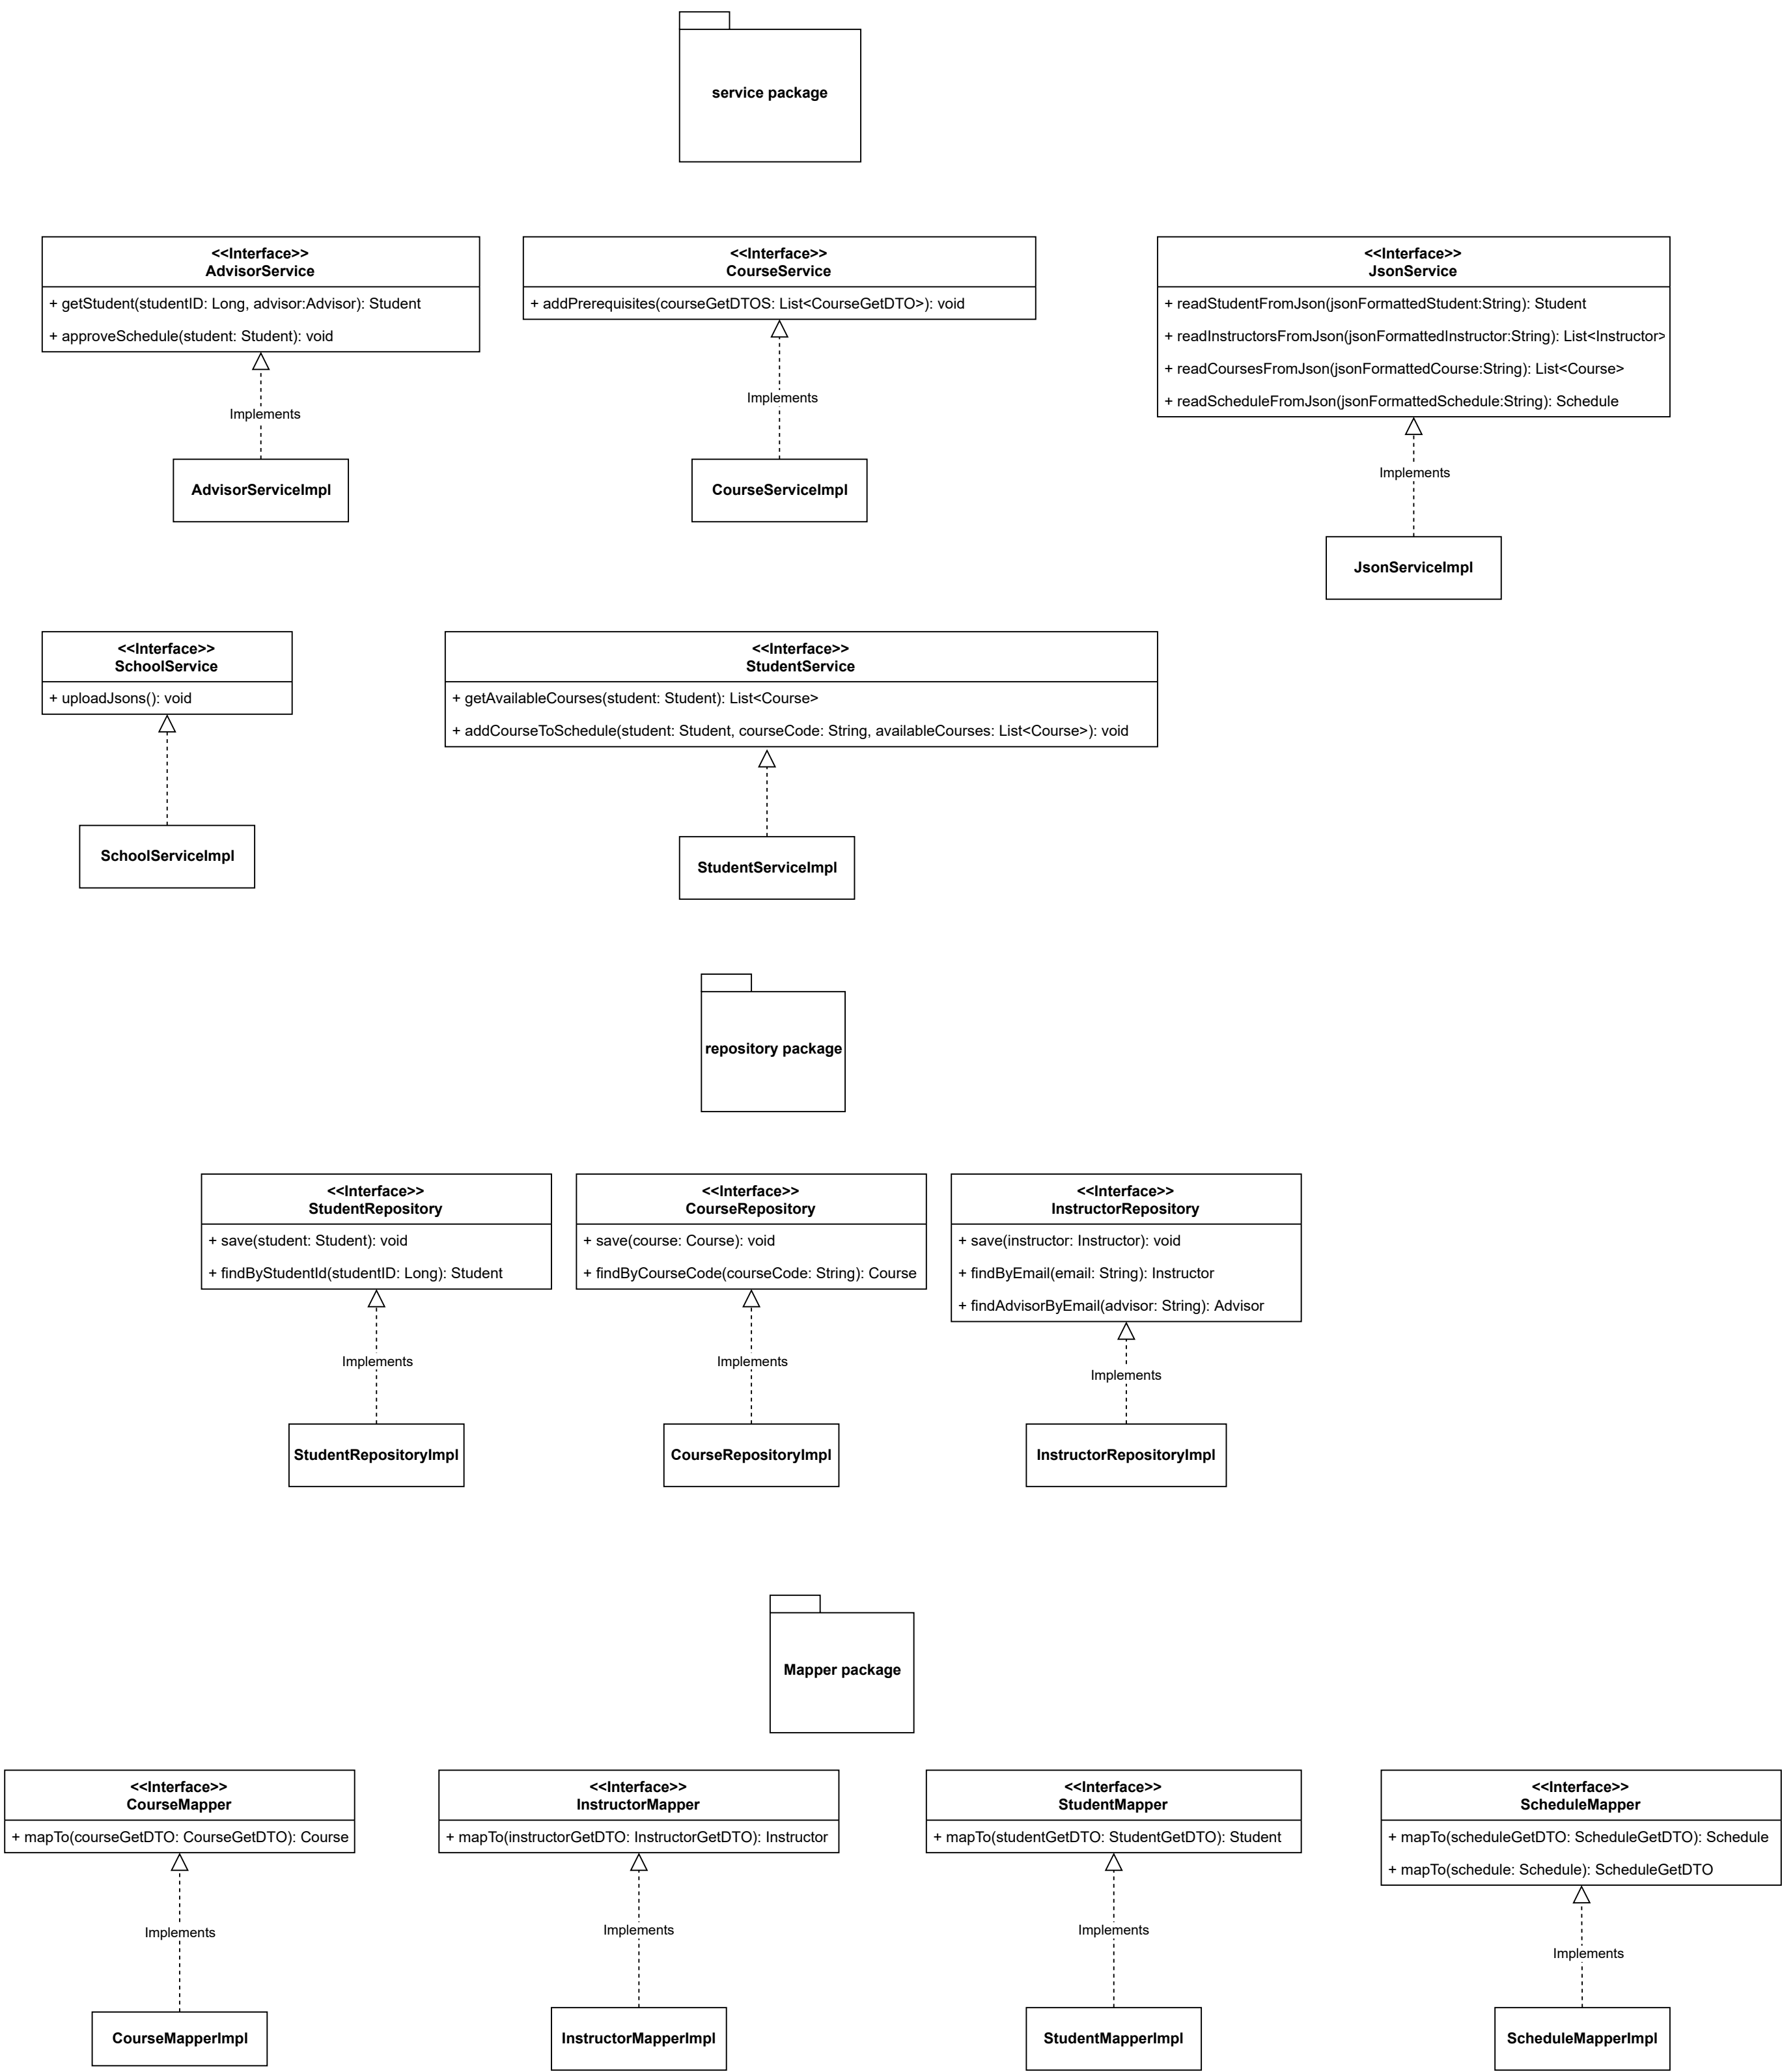 service package
<<Interface>>
AdvisorService
+ getStudent(studentID: Long, advisor:Advisor): Student
+ approveSchedule(student: Student): void
Implements
AdvisorServiceImpl
<<Interface>>
CourseService
+ addPrerequisites(courseGetDTOS: List<CourseGetDTO>): void
Implements
CourseServiceImpl
<<Interface>>
JsonService
+ readStudentFromJson(jsonFormattedStudent:String): Student
+ readInstructorsFromJson(jsonFormattedInstructor:String): List<Instructor>
+ readCoursesFromJson(jsonFormattedCourse:String): List<Course>
+ readScheduleFromJson(jsonFormattedSchedule:String): Schedule
Implements
JsonServiceImpl
<<Interface>>
SchoolService
+ uploadJsons(): void
SchoolServiceImpl
<<Interface>>
StudentService
+ getAvailableCourses(student: Student): List<Course>
+ addCourseToSchedule(student: Student, courseCode: String, availableCourses: List<Course>): void
StudentServiceImpl
repository package
<<Interface>>
StudentRepository
+ save(student: Student): void
+ findByStudentId(studentID: Long): Student
Implements
StudentRepositoryImpl
<<Interface>>
CourseRepository
+ save(course: Course): void
+ findByCourseCode(courseCode: String): Course
Implements
CourseRepositoryImpl
<<Interface>>
InstructorRepository
+ save(instructor: Instructor): void
+ findByEmail(email: String): Instructor
+ findAdvisorByEmail(advisor: String): Advisor
Implements
InstructorRepositoryImpl
Mapper package
<<Interface>>
CourseMapper
+ mapTo(courseGetDTO: CourseGetDTO): Course
Implements
CourseMapperImpl
<<Interface>>
InstructorMapper
+ mapTo(instructorGetDTO: InstructorGetDTO): Instructor
Implements
InstructorMapperImpl
<<Interface>>
StudentMapper
+ mapTo(studentGetDTO: StudentGetDTO): Student
Implements
StudentMapperImpl
<<Interface>>
ScheduleMapper
+ mapTo(scheduleGetDTO: ScheduleGetDTO): Schedule
+ mapTo(schedule: Schedule): ScheduleGetDTO
Implements
ScheduleMapperImpl